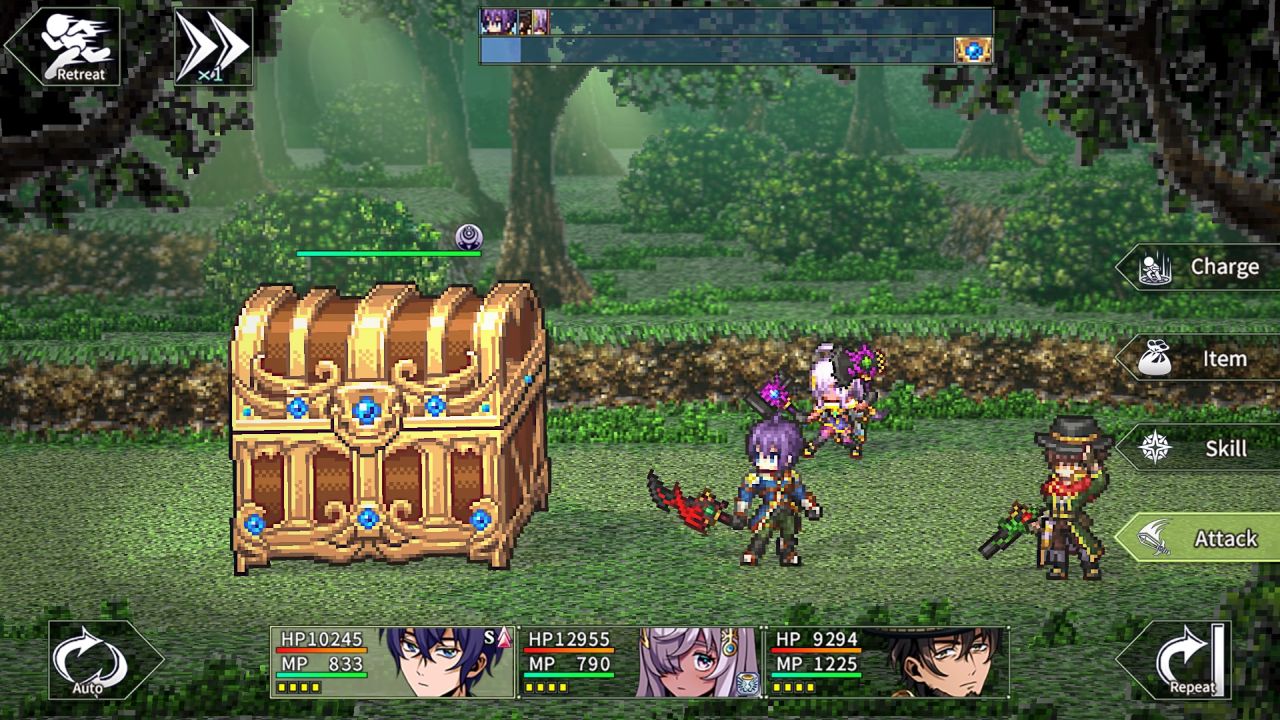 Retreat
×1
Charge
Item
Skill
Attack
Auto
HP10245
MP 833
S
HP12955
MP 790
HP 9294
MP 1225
Repeat